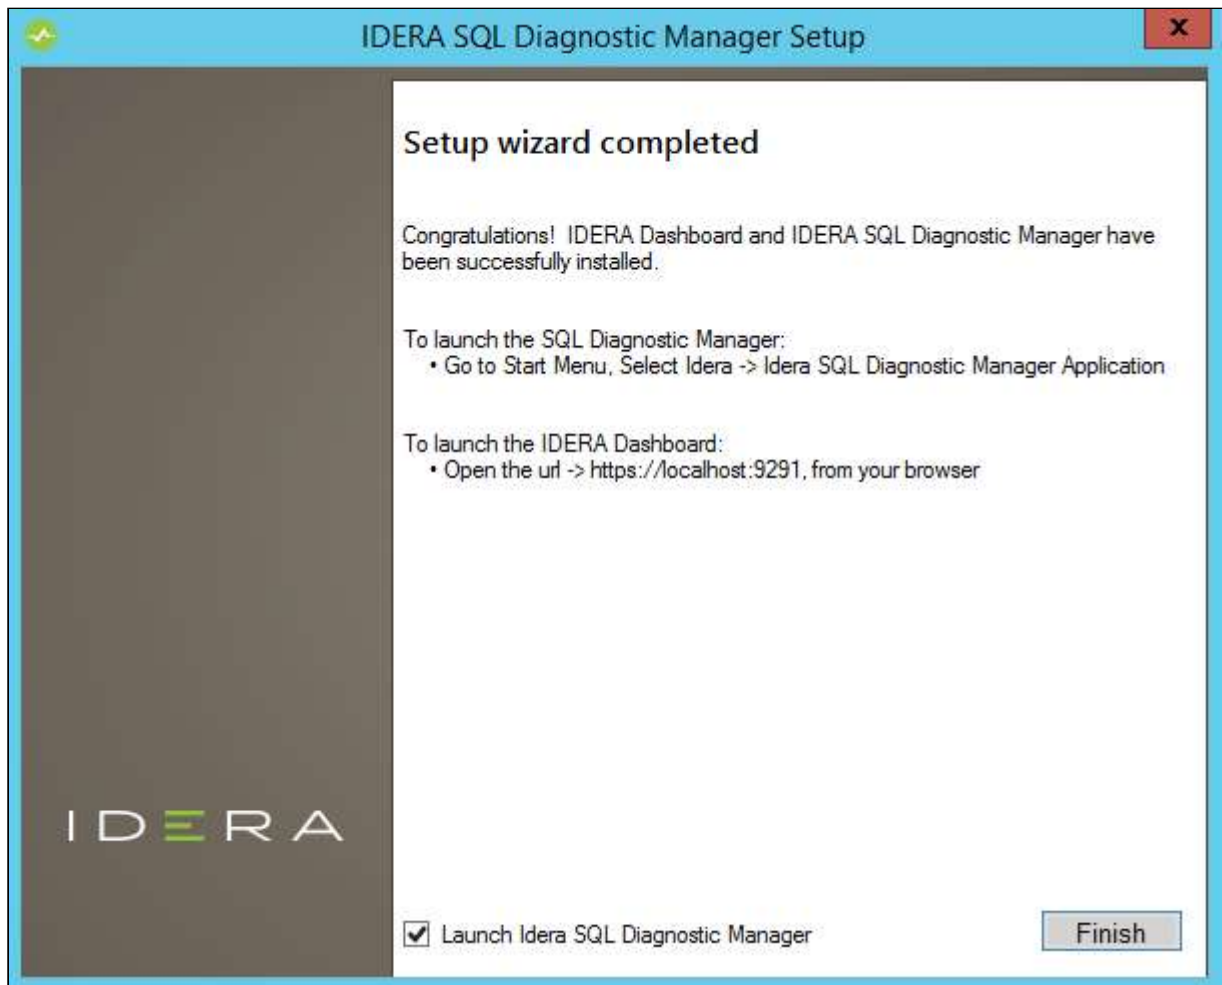 IDERA SQL Diagnostic Manager Setup
x
Setup wizard completed
Congratulations! IDERA Dashboard and IDERA SQL Diagnostic Manager have
been successfully installed.
To launch the SQL Diagnostic Manager:
• Go to Start Menu, Select Idera -> Idera SQL Diagnostic Manager Application
To launch the IDERA Dashboard:
• Open the url -> https://localhost:9291, from your browser
IDERA
Launch Idera SQL Diagnostic Manager
Finish